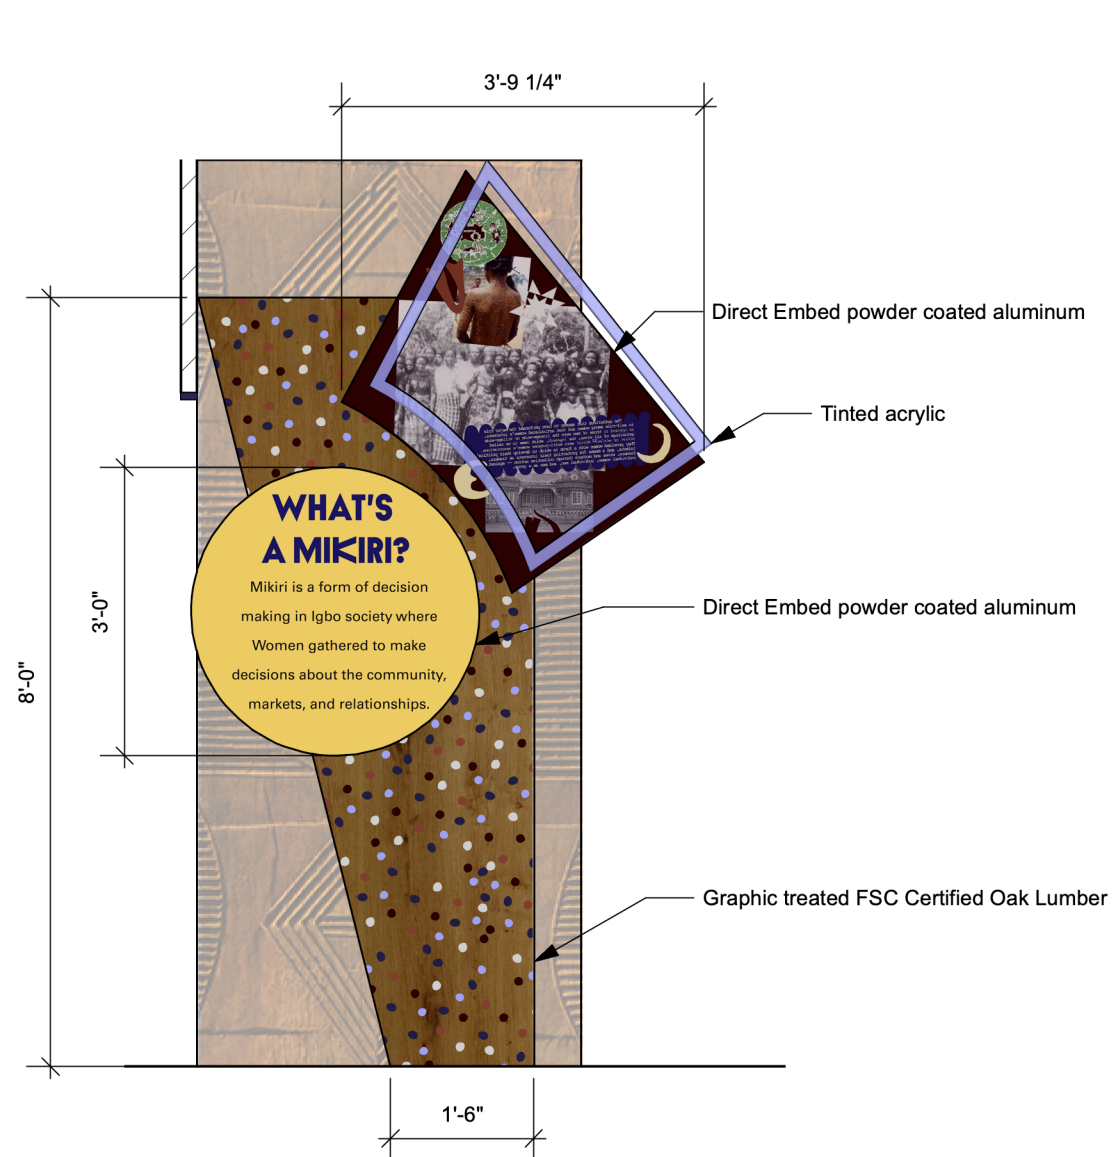 3'-9 1/4"
Direct Embed powder coated aluminum
Tinted acrylic
WHAT'S
A MIKIRI?
Mikiri is a form of decision
making in Igbo society where
Women gathered to make
decisions about the community,
markets, and relationships.
Direct Embed powder coated aluminum
3'-0"
8'-0"
Graphic treated FSC Certified Oak Lumber
1'-6"